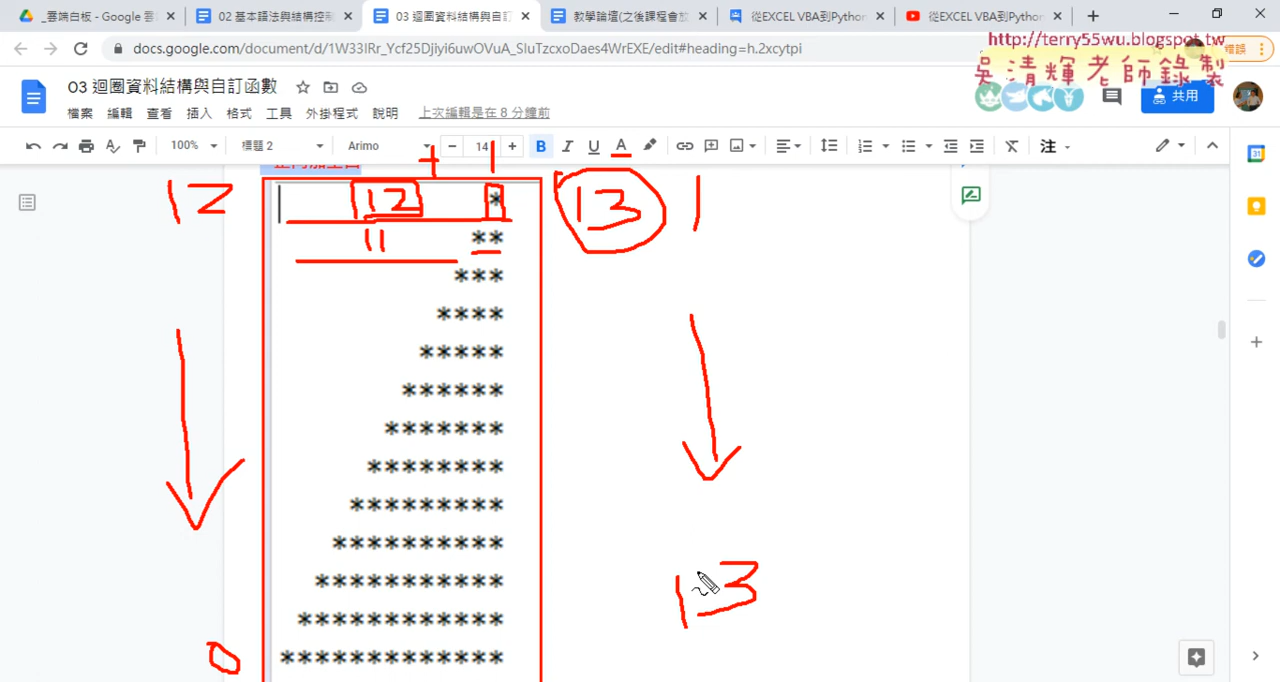 _雲端白板 - Google 雲
02 基本語法與結構控制
03 迴圈資料結構與自訂函
教學論壇(之後課程會放
從EXCEL VBA到Python
從EXCEL VBA到Python
docs.google.com/document/d/1W33lRr_Ycf25Djiyi6uwOVuA_SluTzcxoDaes4WrEXE/edit#heading=h.2xcytpi
http://terry55wu.blogspot.tw
吳清輝老師錄製
03 迴圈資料結構與自訂函數
檔案 編輯 查看 插入 格式 工具 外掛程式 說明 上次編輯是在 8 分鐘前
共用
100% 標題 2 Arimo 14 B I U A 注
+ 1
12 12 * 13 1
11 **
***
****
*****
******
*******
********
*********
**********
13
***********
************
0 *************